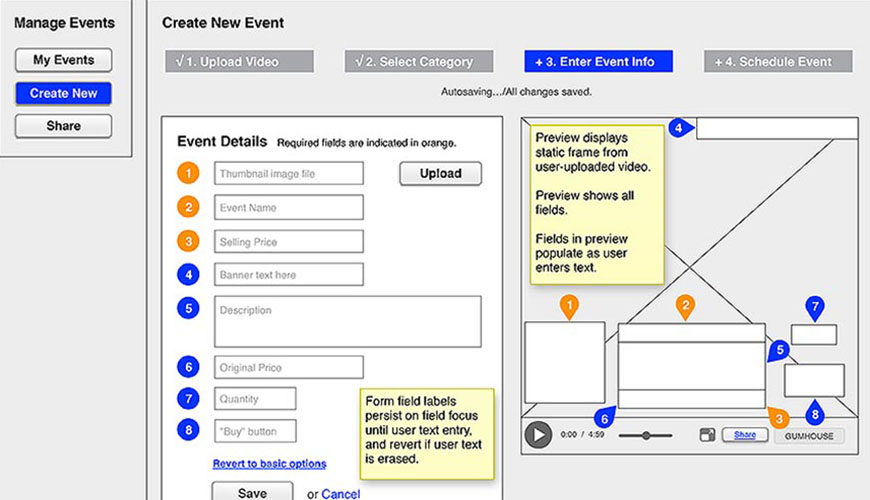 Manage Events
My Events
Create New
Share
Create New Event
√ 1. Upload Video
√ 2. Select Category
+ 3. Enter Event Info
+ 4. Schedule Event
Autosaving.../All changes saved.
Event Details Required fields are indicated in orange.
1 Thumbnail image file Upload
2 Event Name
3 Selling Price
4 Banner text here
5 Description
6 Original Price
7 Quantity
8 "Buy" button
Revert to basic options
Save or Cancel
Form field labels
persist on field focus
until user text entry,
and revert if user text
is erased.
Preview displays
static frame from
user-uploaded video.
Preview shows all
fields.
Fields in preview
populate as user
enters text.
4
1
2
7
5
6
3
8
0:00 / 4:59
Share
GUMHOUSE